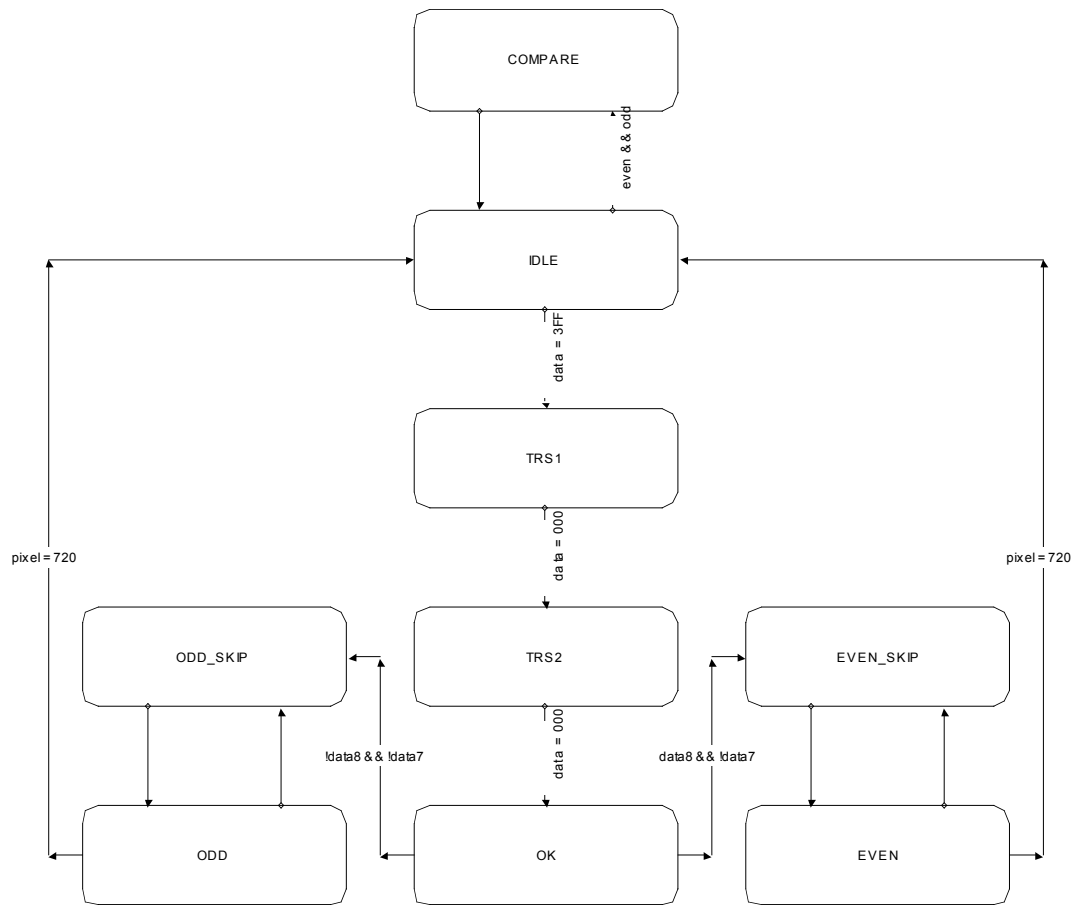 COMPARE
even && odd
IDLE
data = 3FF
TRS1
data = 000
pixel = 720
pixel = 720
ODD_SKIP
TRS2
EVEN_SKIP
!data8 && !data7
data = 000
data8 && !data7
ODD
OK
EVEN